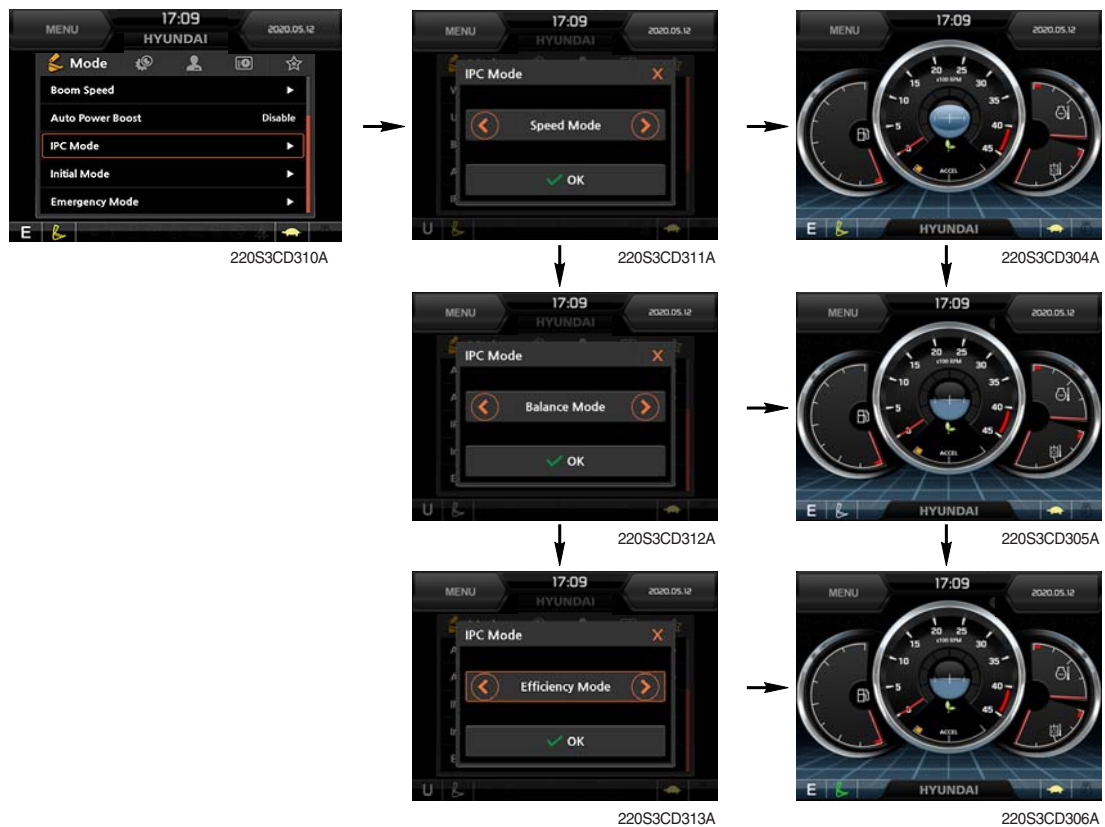 17:09
MENU
HYUNDAI
2020.05.12
Mode
Boom Speed
Auto Power Boost Disable
IPC Mode
Initial Mode
Emergency Mode
E
220S3CD310A
17:09
MENU
HYUNDAI
2020.05.12
IPC Mode X
Speed Mode
OK
U
220S3CD311A
17:09
MENU
2020.05.12
20 25
x100 RPM
15 30
10 35
5 40
0 45
ACCEL
E HYUNDAI
220S3CD304A
17:09
MENU
HYUNDAI
2020.05.12
IPC Mode X
Balance Mode
OK
U
220S3CD312A
17:09
MENU
2020.05.12
20 25
x100 RPM
15 30
10 35
5 40
0 45
ACCEL
E HYUNDAI
220S3CD305A
17:09
MENU
HYUNDAI
2020.05.12
IPC Mode X
Efficiency Mode
OK
U
220S3CD313A
17:09
MENU
2020.05.12
20 25
x100 RPM
15 30
10 35
5 40
0 45
ACCEL
E HYUNDAI
220S3CD306A